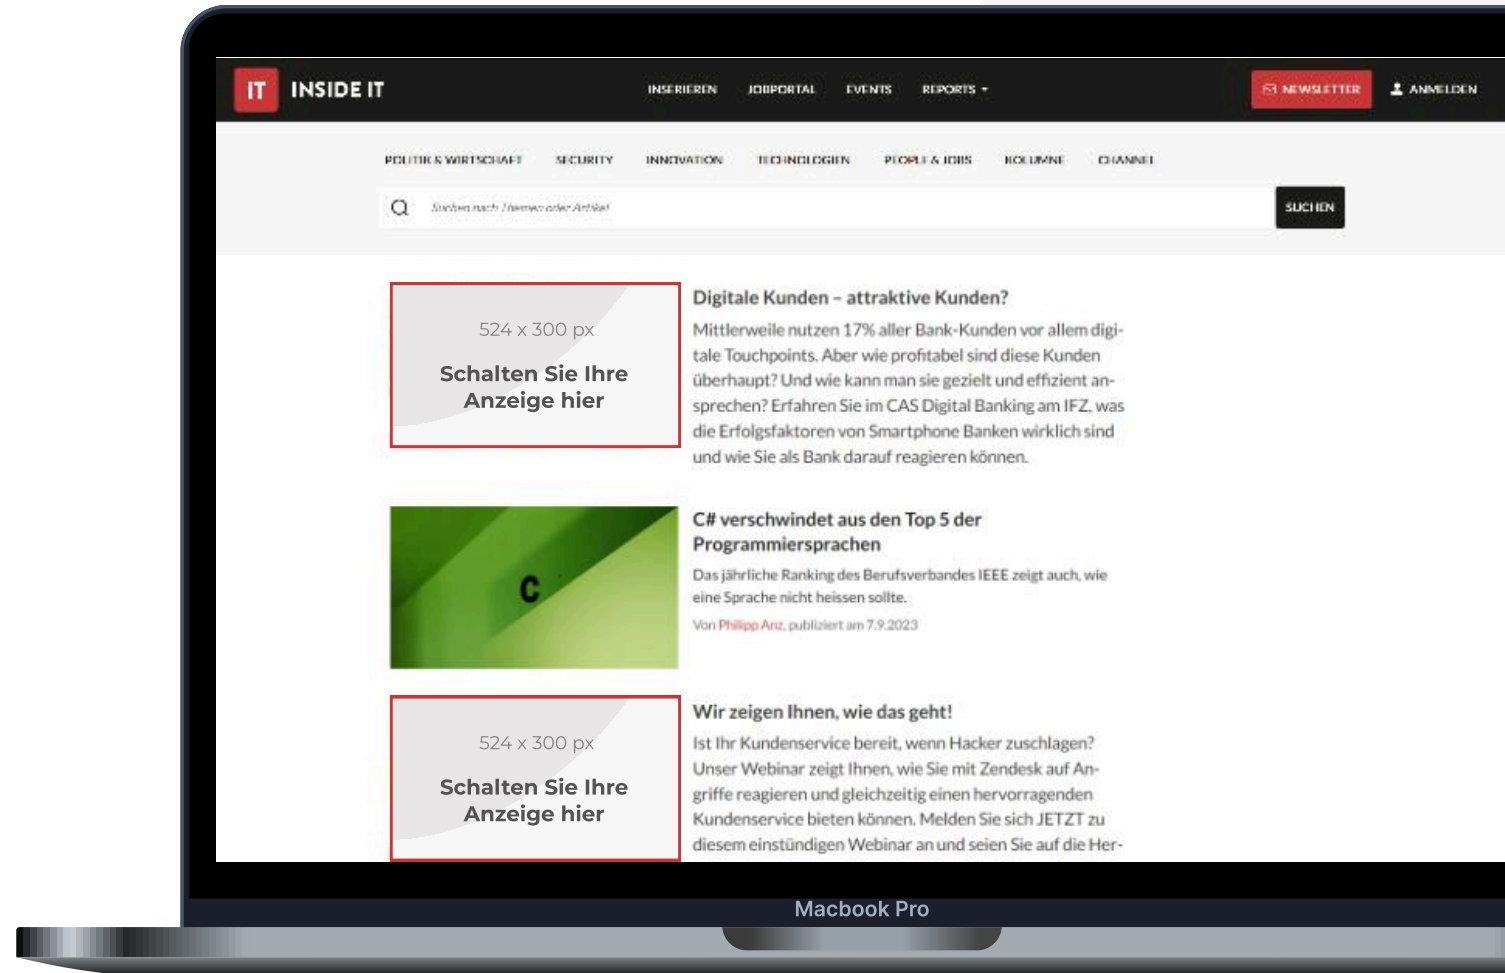 IT INSIDE IT
INSERIEREN JOBPORTAL EVENTS REPORTS NEWSLETTER ANMELDEN
POLITIK & WIRTSCHAFT SECURITY INNOVATION TECHNOLOGIEN PEOPLE & JOBS KOLUMNE CHANNEL
Suchen nach Themen oder Artikel SUCHEN
524 x 300 px
Schalten Sie Ihre
Anzeige hier
Digitale Kunden – attraktive Kunden?
Mittlerweile nutzen 17% aller Bank-Kunden vor allem digi-
tale Touchpoints. Aber wie profitabel sind diese Kunden
überhaupt? Und wie kann man sie gezielt und effizient an-
sprechen? Erfahren Sie im CAS Digital Banking am IFZ, was
die Erfolgsfaktoren von Smartphone Banken wirklich sind
und wie Sie als Bank darauf reagieren können.
C
C# verschwindet aus den Top 5 der
Programmiersprachen
Das jährliche Ranking des Berufsverbandes IEEE zeigt auch, wie
eine Sprache nicht heissen sollte.
Von Philipp Anz, publiziert am 7.9.2023
524 x 300 px
Schalten Sie Ihre
Anzeige hier
Wir zeigen Ihnen, wie das geht!
Ist Ihr Kundenservice bereit, wenn Hacker zuschlagen?
Unser Webinar zeigt Ihnen, wie Sie mit Zendesk auf An-
griffe reagieren und gleichzeitig einen hervorragenden
Kundenservice bieten können. Melden Sie sich JETZT zu
diesem einstündigen Webinar an und seien Sie auf die Her-
Macbook Pro